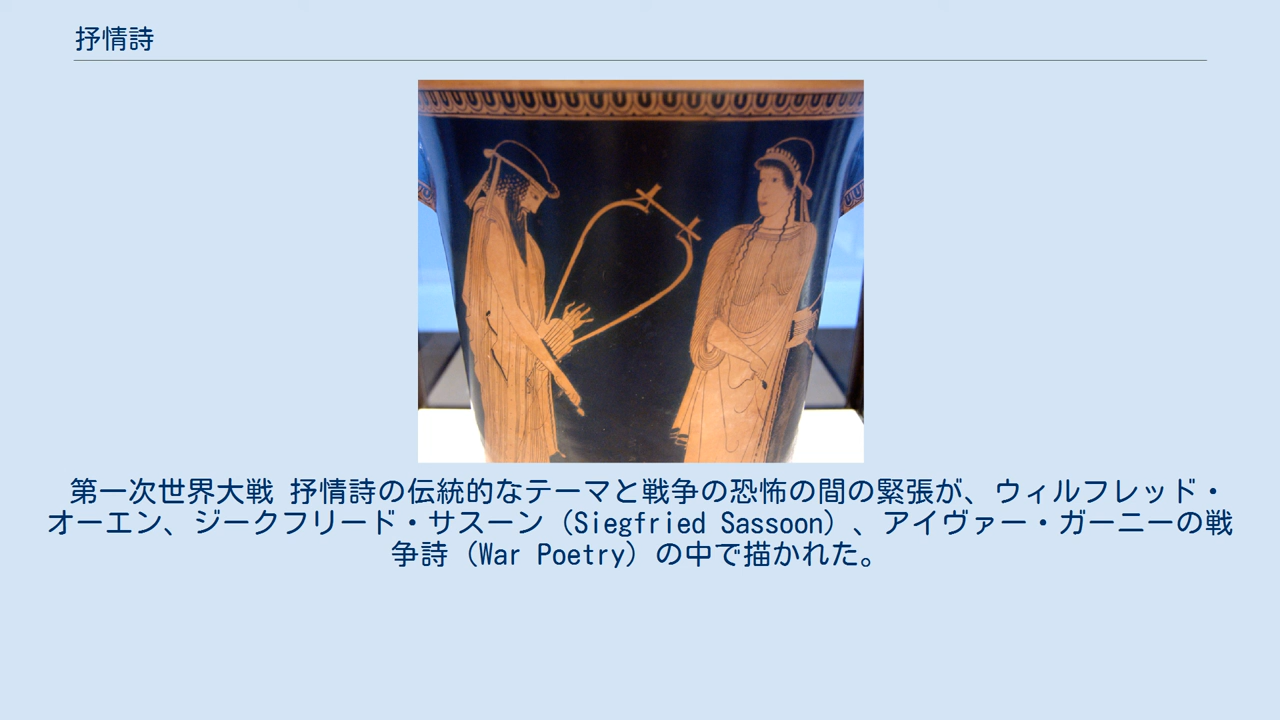 抒情詩
第一次世界大戦 抒情詩の伝統的なテーマと戦争の恐怖の間の緊張が、ウィルフレッド・
オーエン、ジークフリード・サスーン（Siegfried Sassoon）、アイヴァー・ガーニーの戦
争詩（War Poetry）の中で描かれた。